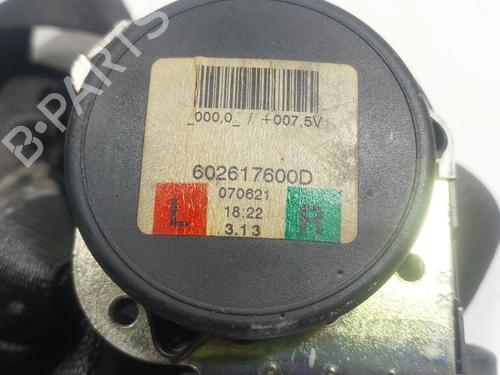 B-PARTS
_000,0_ / +007,5V
602617600D
070621
L
18:22
R
3.13